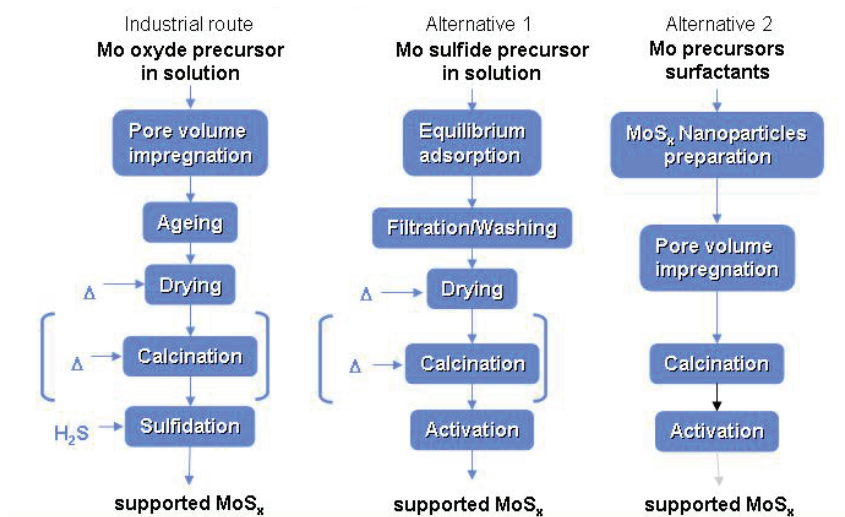 Industrial route
Mo oxyde precursor
in solution
Pore volume
impregnation
Ageing
Δ
Drying
Δ
Calcination
H₂S
Sulfidation
supported MoSₓ
Alternative 1
Mo sulfide precursor
in solution
Equilibrium
adsorption
Filtration/Washing
Δ
Drying
Δ
Calcination
Activation
supported MoSₓ
Alternative 2
Mo precursors
surfactants
MoSₓ Nanoparticles
preparation
Pore volume
impregnation
Calcination
Activation
supported MoSₓ